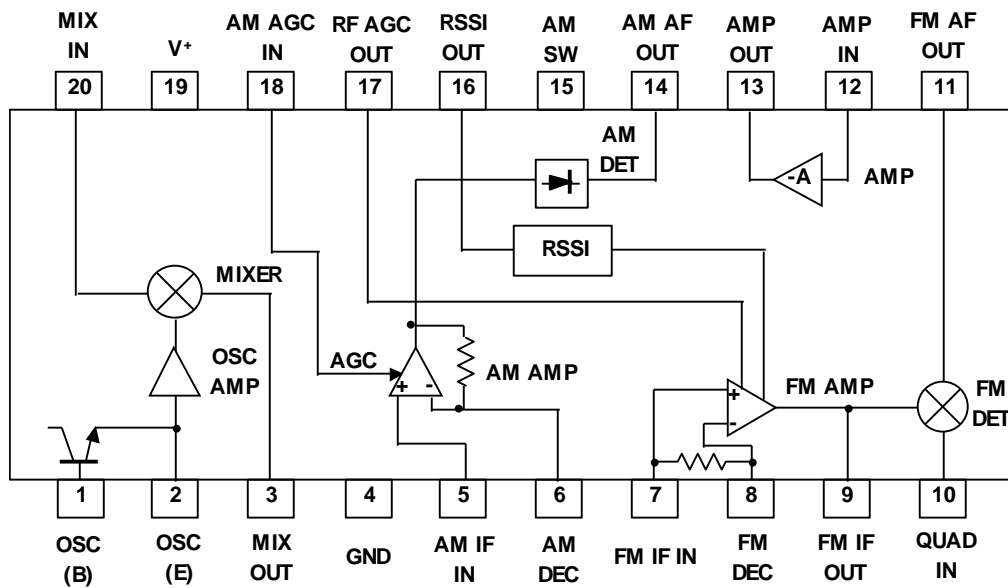 MIX IN
V+
AM AGC IN
RF AGC OUT
RSSI OUT
AM SW
AM AF OUT
AMP OUT
AMP IN
FM AF OUT
20
19
18
17
16
15
14
13
12
11
AM DET
-A
AMP
RSSI
MIXER
OSC AMP
AGC
+
-
AM AMP
+
-
FM AMP
FM DET
1
2
3
4
5
6
7
8
9
10
OSC (B)
OSC (E)
MIX OUT
GND
AM IF IN
AM DEC
FM IF IN
FM DEC
FM IF OUT
QUAD IN